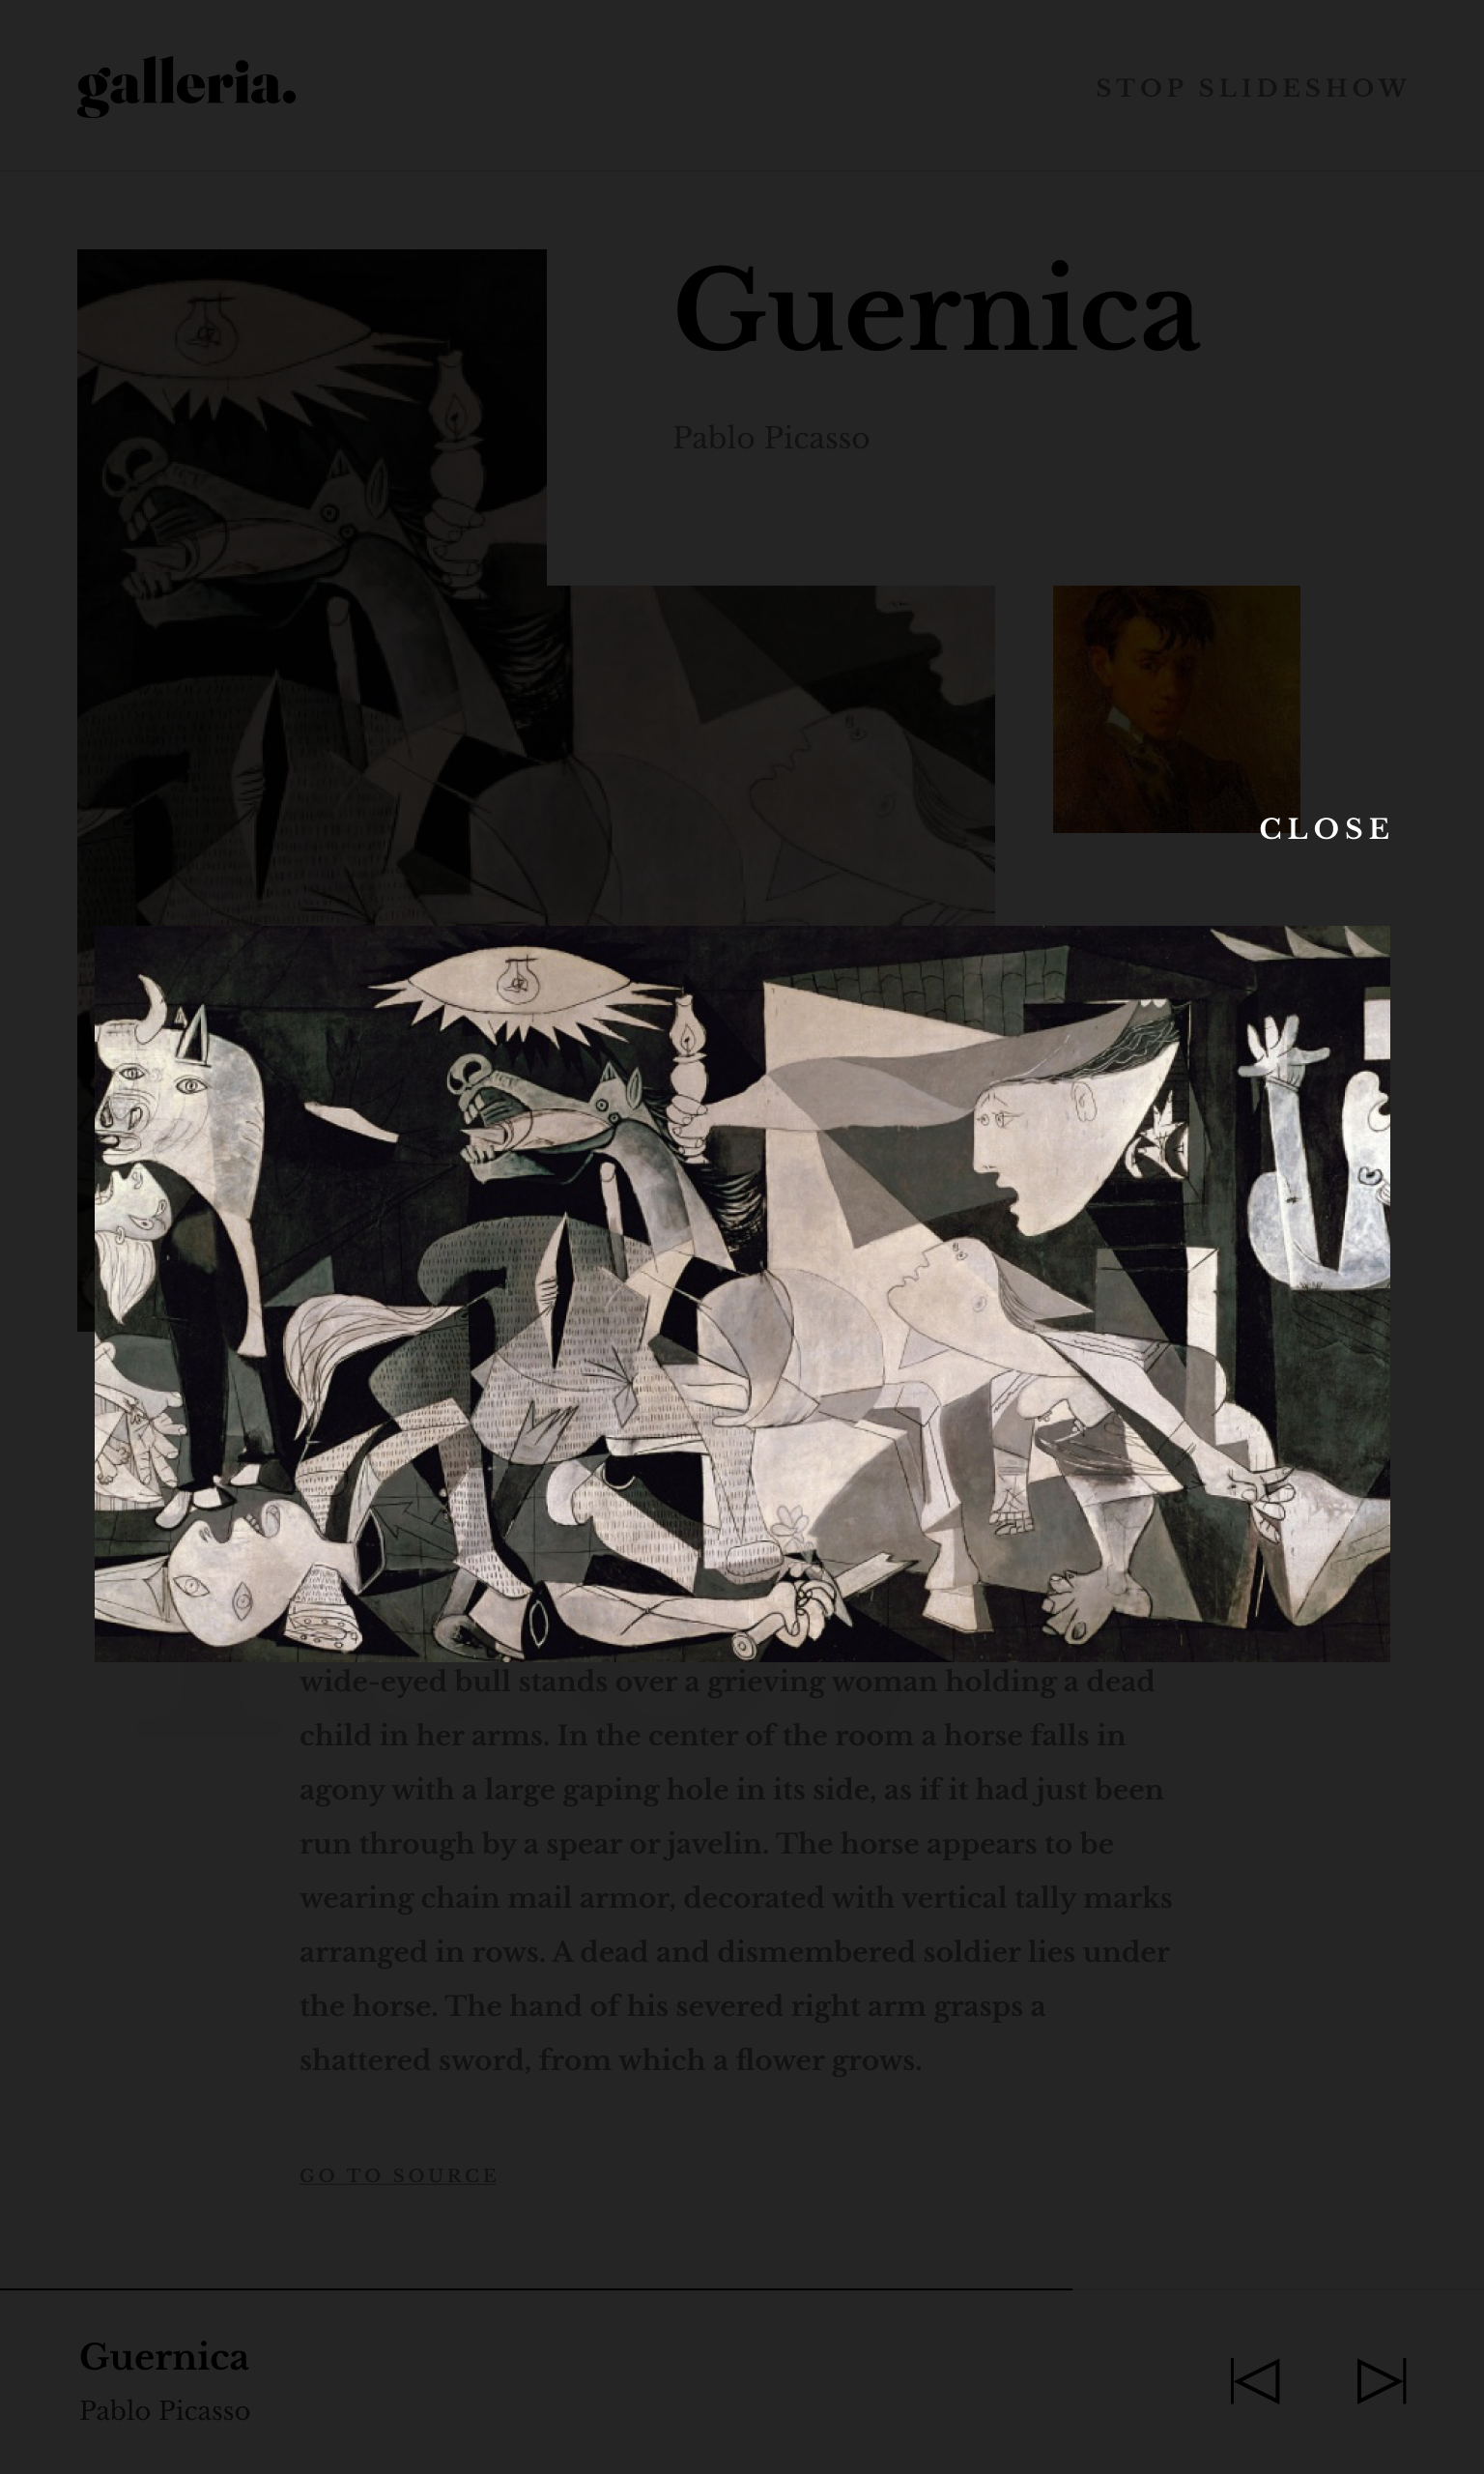 galleria.
STOP SLIDESHOW
Guernica
Pablo Picasso
CLOSE
wide-eyed bull stands over a grieving woman holding a dead
child in her arms. In the center of the room a horse falls in
agony with a large gaping hole in its side, as if it had just been
run through by a spear or javelin. The horse appears to be
wearing chain mail armor, decorated with vertical tally marks
arranged in rows. A dead and dismembered soldier lies under
the horse. The hand of his severed right arm grasps a
shattered sword, from which a flower grows.
GO TO SOURCE
Guernica
Pablo Picasso